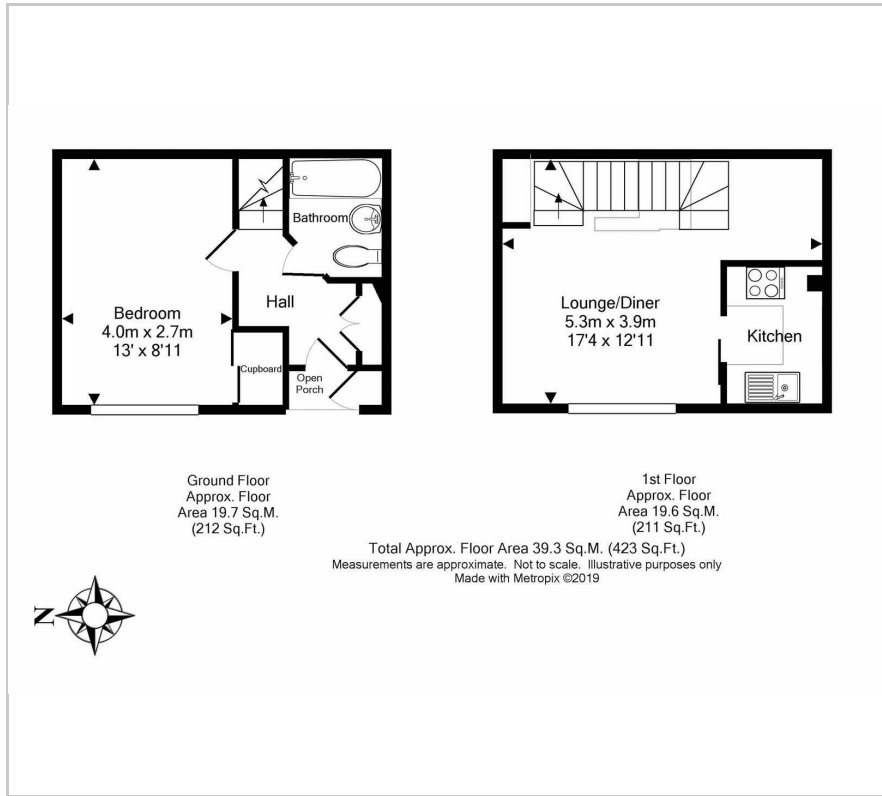 Bathroom
Bedroom
4.0m x 2.7m
13' x 8'11
Hall
Cupboard
Open
Porch
Lounge/Diner
5.3m x 3.9m
17'4 x 12'11
Kitchen
Ground Floor
Approx. Floor
Area 19.7 Sq.M.
(212 Sq.Ft.)
1st Floor
Approx. Floor
Area 19.6 Sq.M.
(211 Sq.Ft.)
Total Approx. Floor Area 39.3 Sq.M. (423 Sq.Ft.)
Measurements are approximate. Not to scale. Illustrative purposes only
Made with Metropix ©2019
N